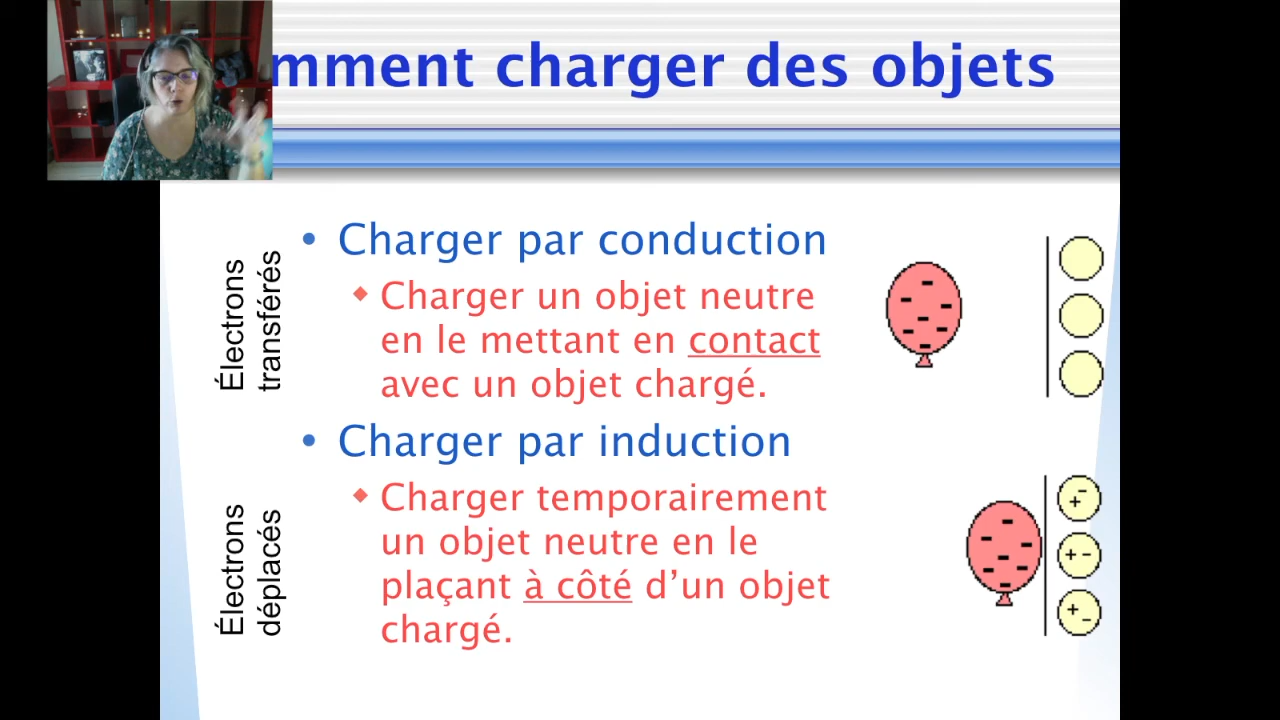 mment charger des objets
Électrons
transférés
• Charger par conduction
Charger un objet neutre
en le mettant en contact
avec un objet chargé.
Électrons
déplacés
• Charger par induction
Charger temporairement
un objet neutre en le
plaçant à côté d’un objet
chargé.